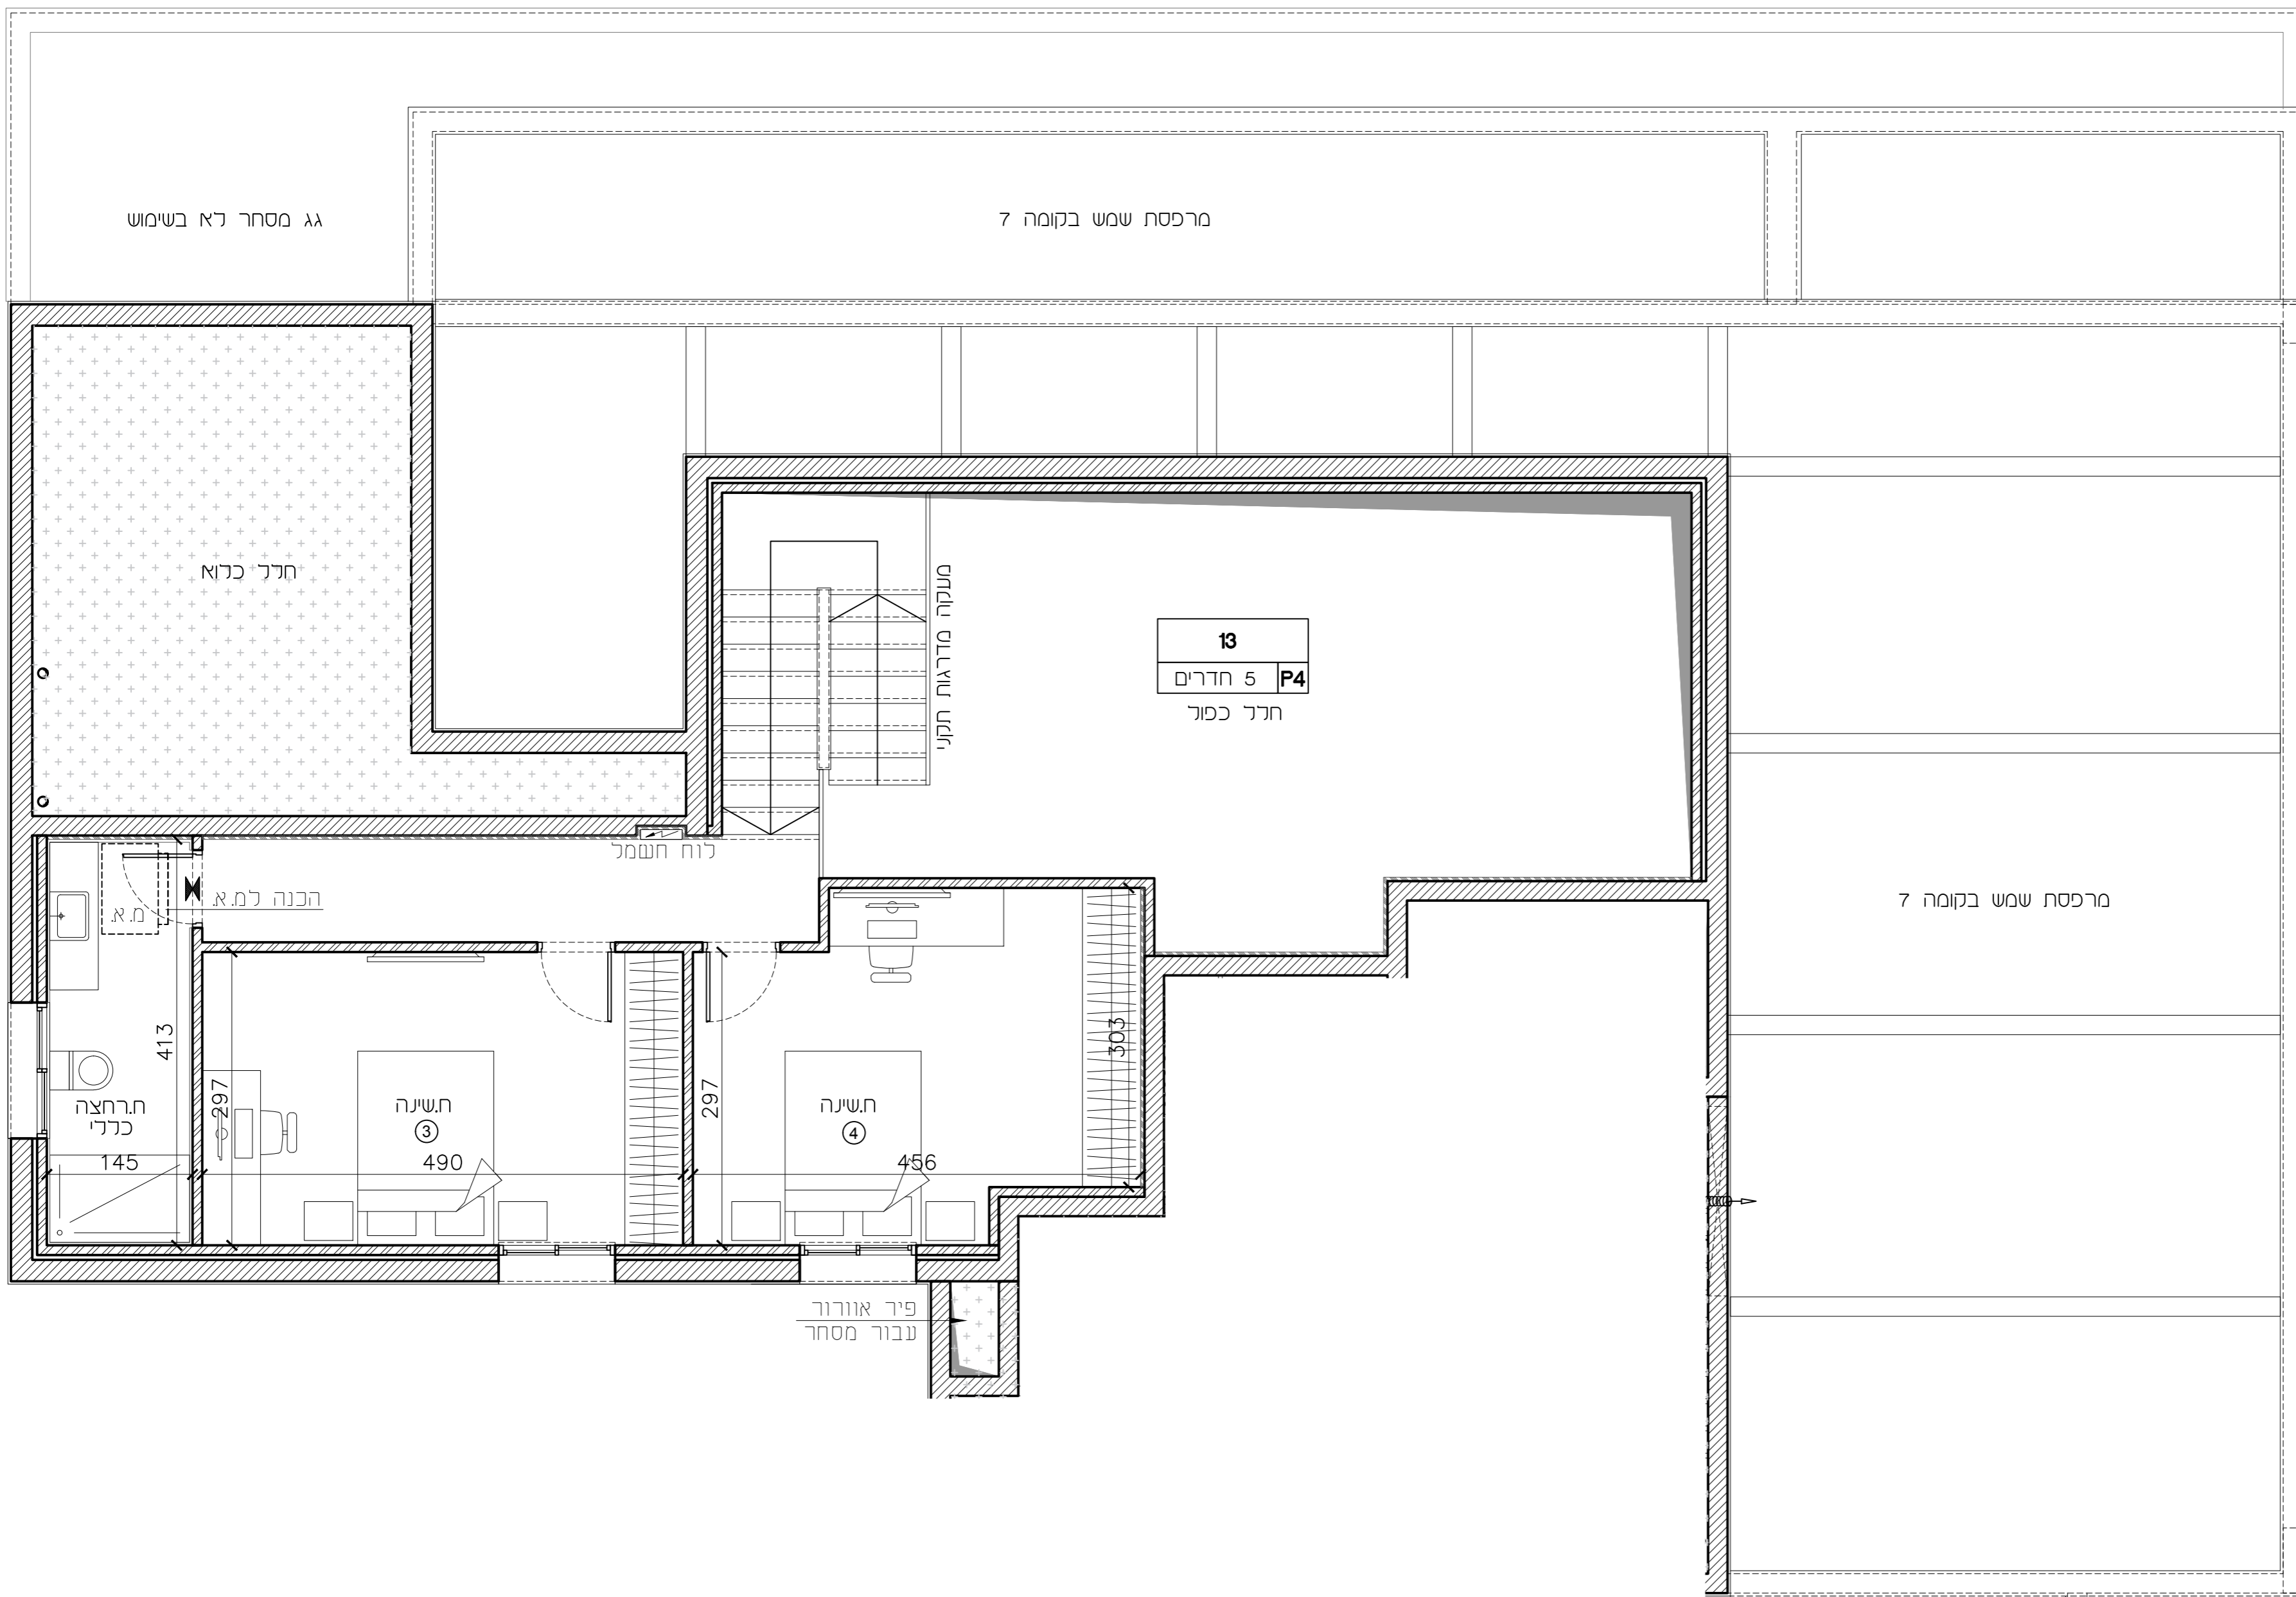 גג מסחר לא בשימוש
מרפסת שמש בקומה 7
חלל כלוא
מעקה מדרגות תקני
13
5 חדרים
P4
חלל כפול
לוח חשמל
הכנה למ.א.
מ.א.
מרפסת שמש בקומה 7
413
297
297
303
ח.רחצה
כללי
ח.שינה
3
ח.שינה
4
145
490
456
פיר אוורור
עבור מסחר